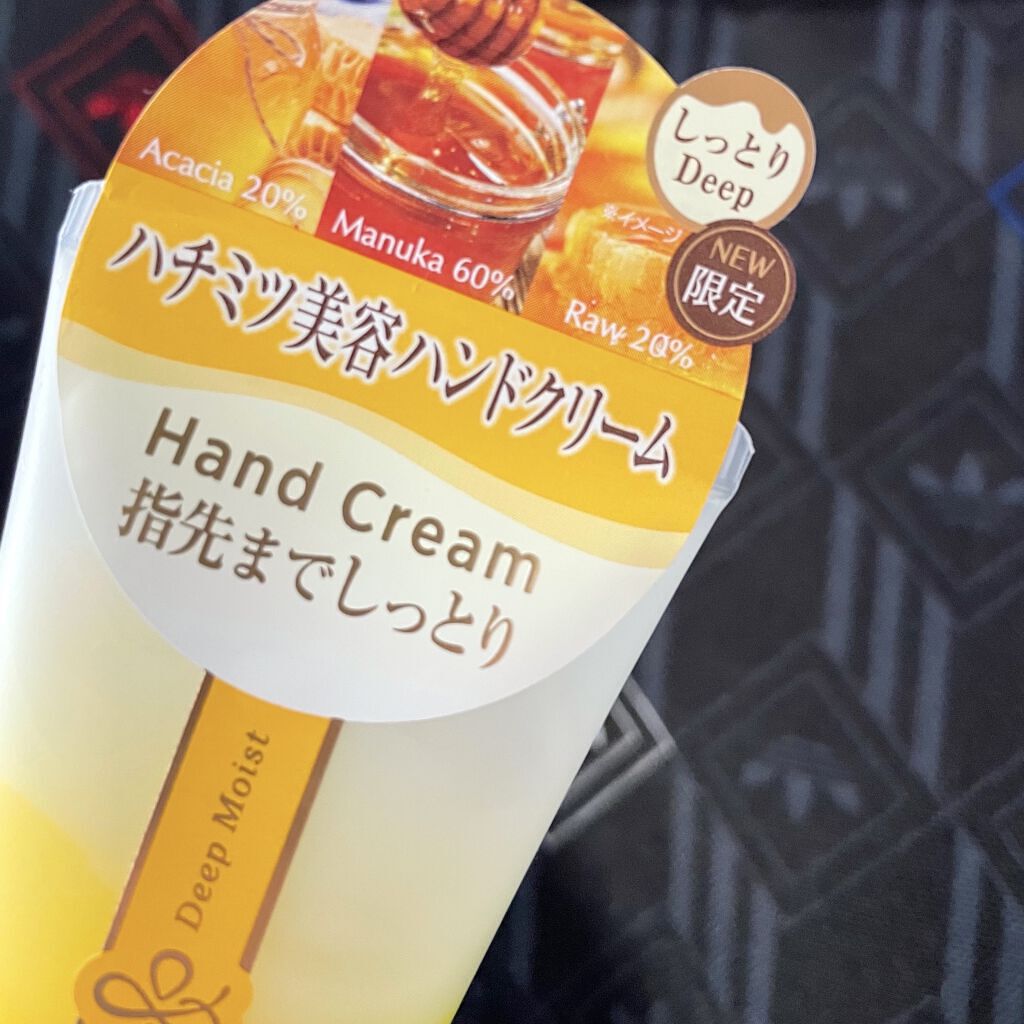 Acacia 20%
Manuka 60%
※イメージ
Raw 20%
しっとり
Deep
NEW
限定
ハチミツ美容ハンドクリーム
Hand Cream
指先までしっとり
Deep Moist